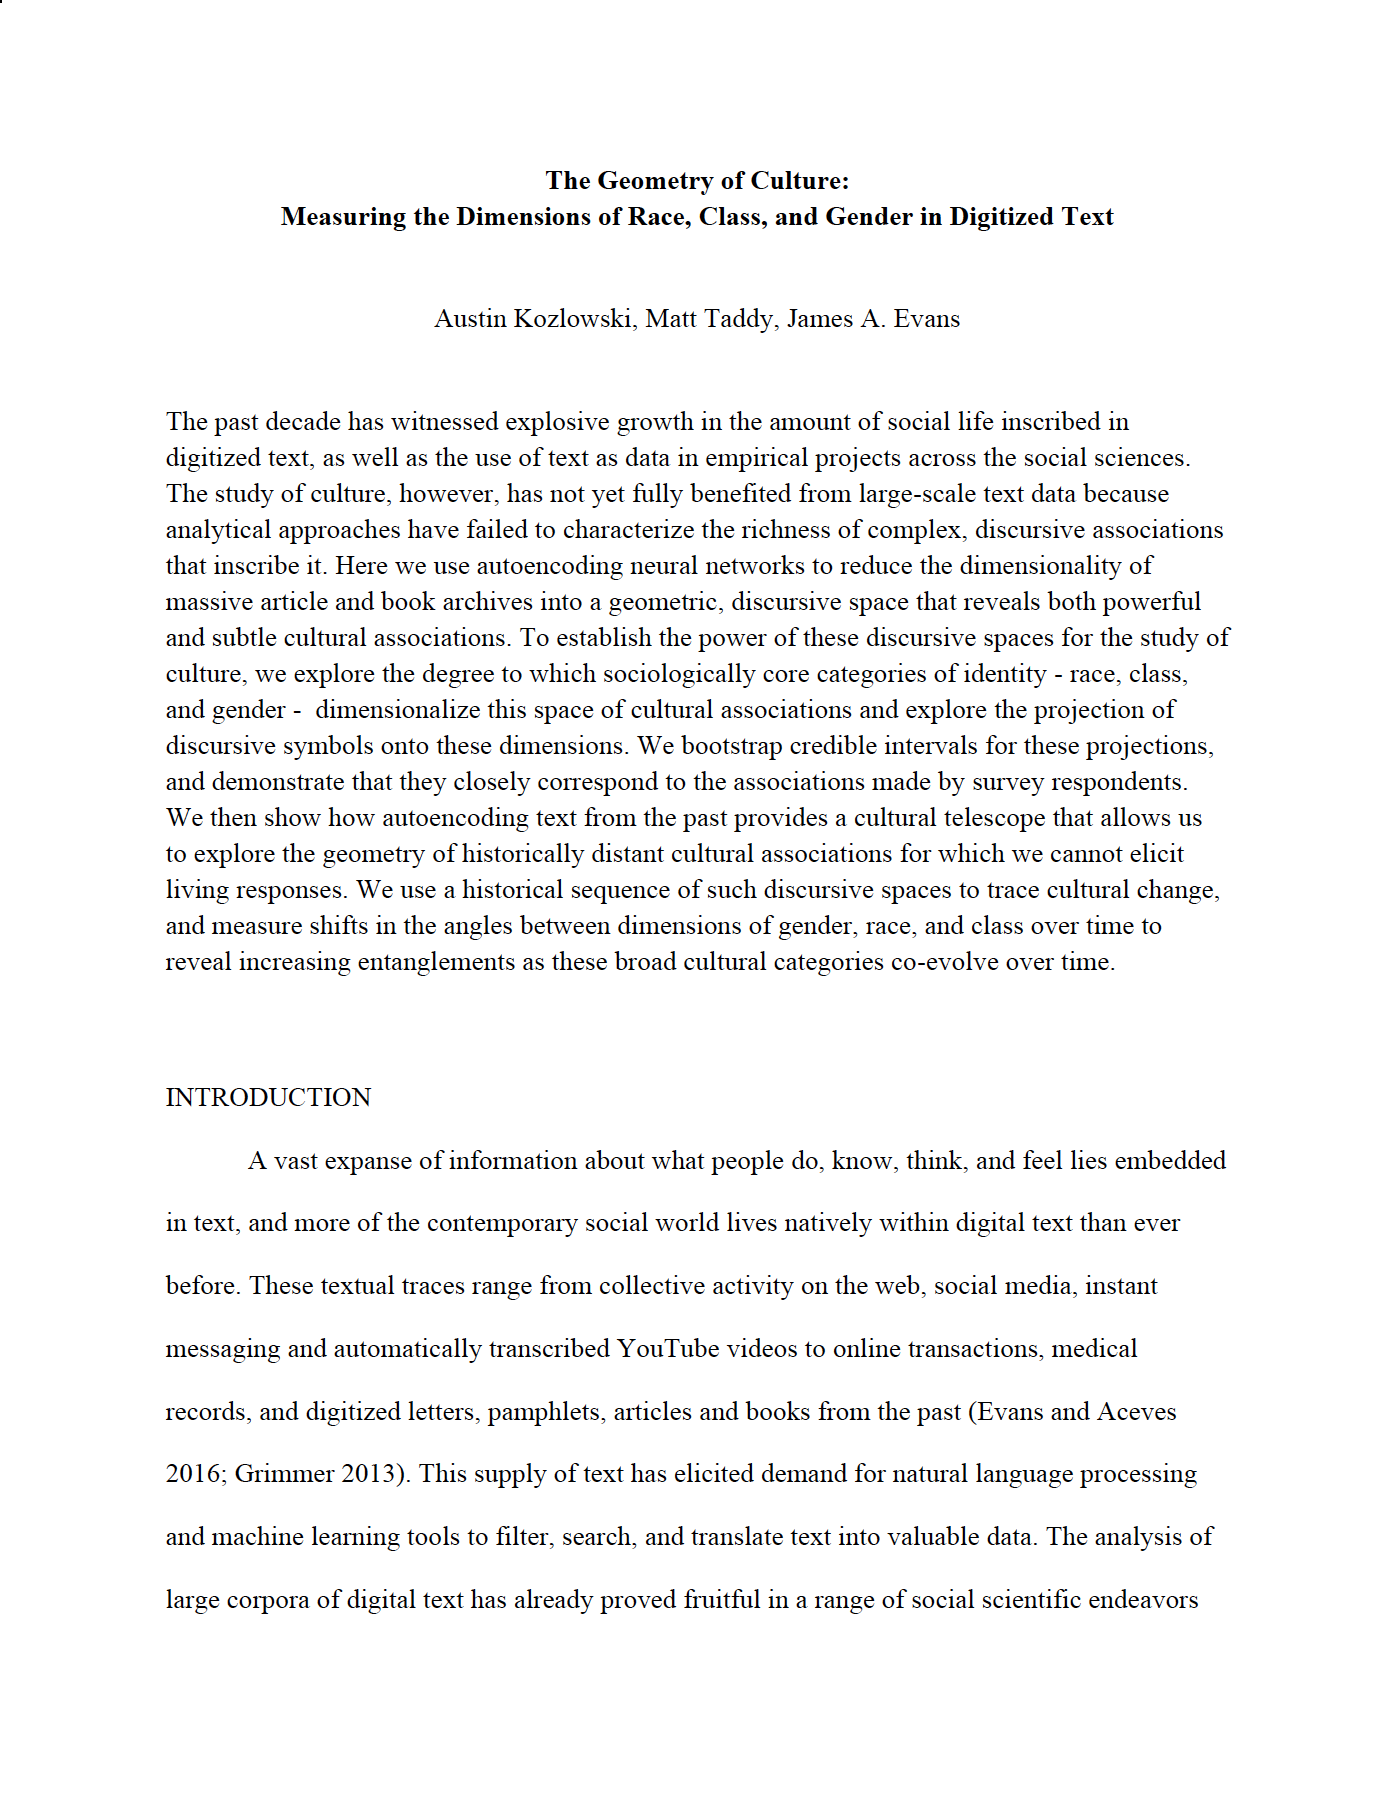 The Geometry of Culture:
Measuring the Dimensions of Race, Class, and Gender in Digitized Text
Austin Kozlowski, Matt Taddy, James A. Evans
The past decade has witnessed explosive growth in the amount of social life inscribed in
digitized text, as well as the use of text as data in empirical projects across the social sciences.
The study of culture, however, has not yet fully benefited from large-scale text data because
analytical approaches have failed to characterize the richness of complex, discursive associations
that inscribe it. Here we use autoencoding neural networks to reduce the dimensionality of
massive article and book archives into a geometric, discursive space that reveals both powerful
and subtle cultural associations. To establish the power of these discursive spaces for the study of
culture, we explore the degree to which sociologically core categories of identity - race, class,
and gender -  dimensionalize this space of cultural associations and explore the projection of
discursive symbols onto these dimensions. We bootstrap credible intervals for these projections,
and demonstrate that they closely correspond to the associations made by survey respondents.
We then show how autoencoding text from the past provides a cultural telescope that allows us
to explore the geometry of historically distant cultural associations for which we cannot elicit
living responses. We use a historical sequence of such discursive spaces to trace cultural change,
and measure shifts in the angles between dimensions of gender, race, and class over time to
reveal increasing entanglements as these broad cultural categories co-evolve over time.
INTRODUCTION
A vast expanse of information about what people do, know, think, and feel lies embedded
in text, and more of the contemporary social world lives natively within digital text than ever
before. These textual traces range from collective activity on the web, social media, instant
messaging and automatically transcribed YouTube videos to online transactions, medical
records, and digitized letters, pamphlets, articles and books from the past (Evans and Aceves
2016; Grimmer 2013). This supply of text has elicited demand for natural language processing
and machine learning tools to filter, search, and translate text into valuable data. The analysis of
large corpora of digital text has already proved fruitful in a range of social scientific endeavors